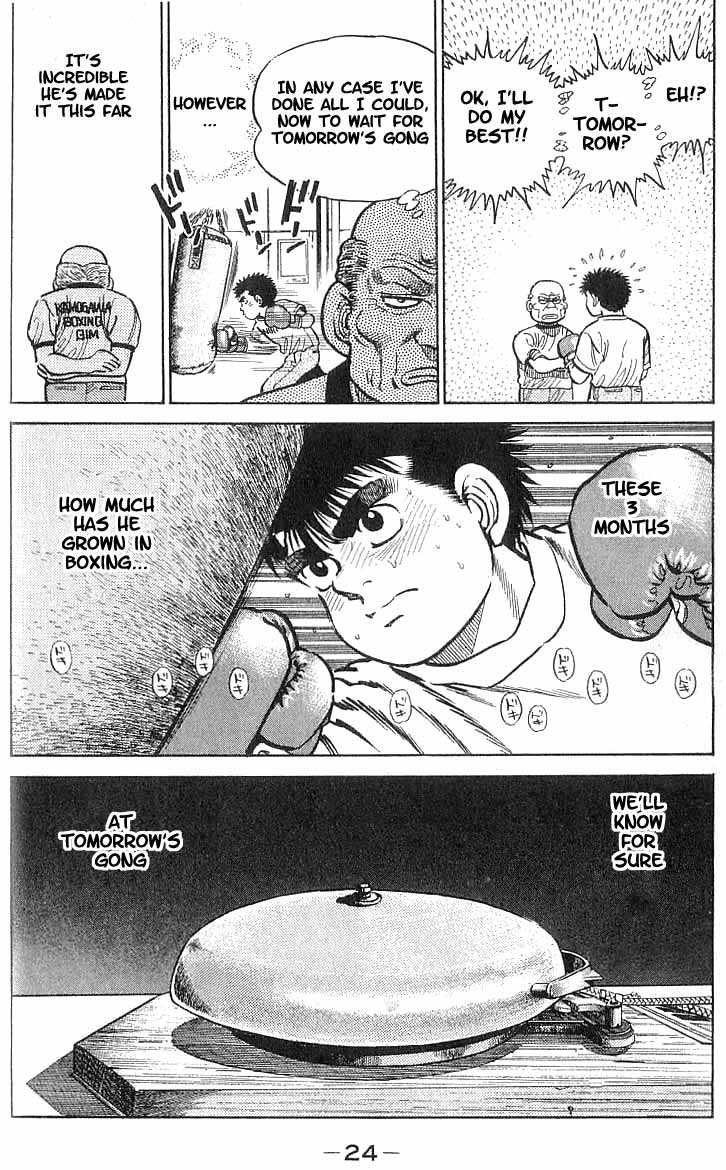 EH!?
T-
TOMOR-
ROW?
OK, I'LL
DO MY
BEST!!
IN ANY CASE I'VE
DONE ALL I COULD,
NOW TO WAIT FOR
TOMORROW'S GONG
HOWEVER
...
IT'S
INCREDIBLE
HE'S MADE
IT THIS FAR
KAMOGAWA
BOXING
GIM
THESE
3
MONTHS
HOW MUCH
HAS HE
GROWN IN
BOXING...
WE'LL
KNOW
FOR
SURE
AT
TOMORROW'S
GONG
—24—